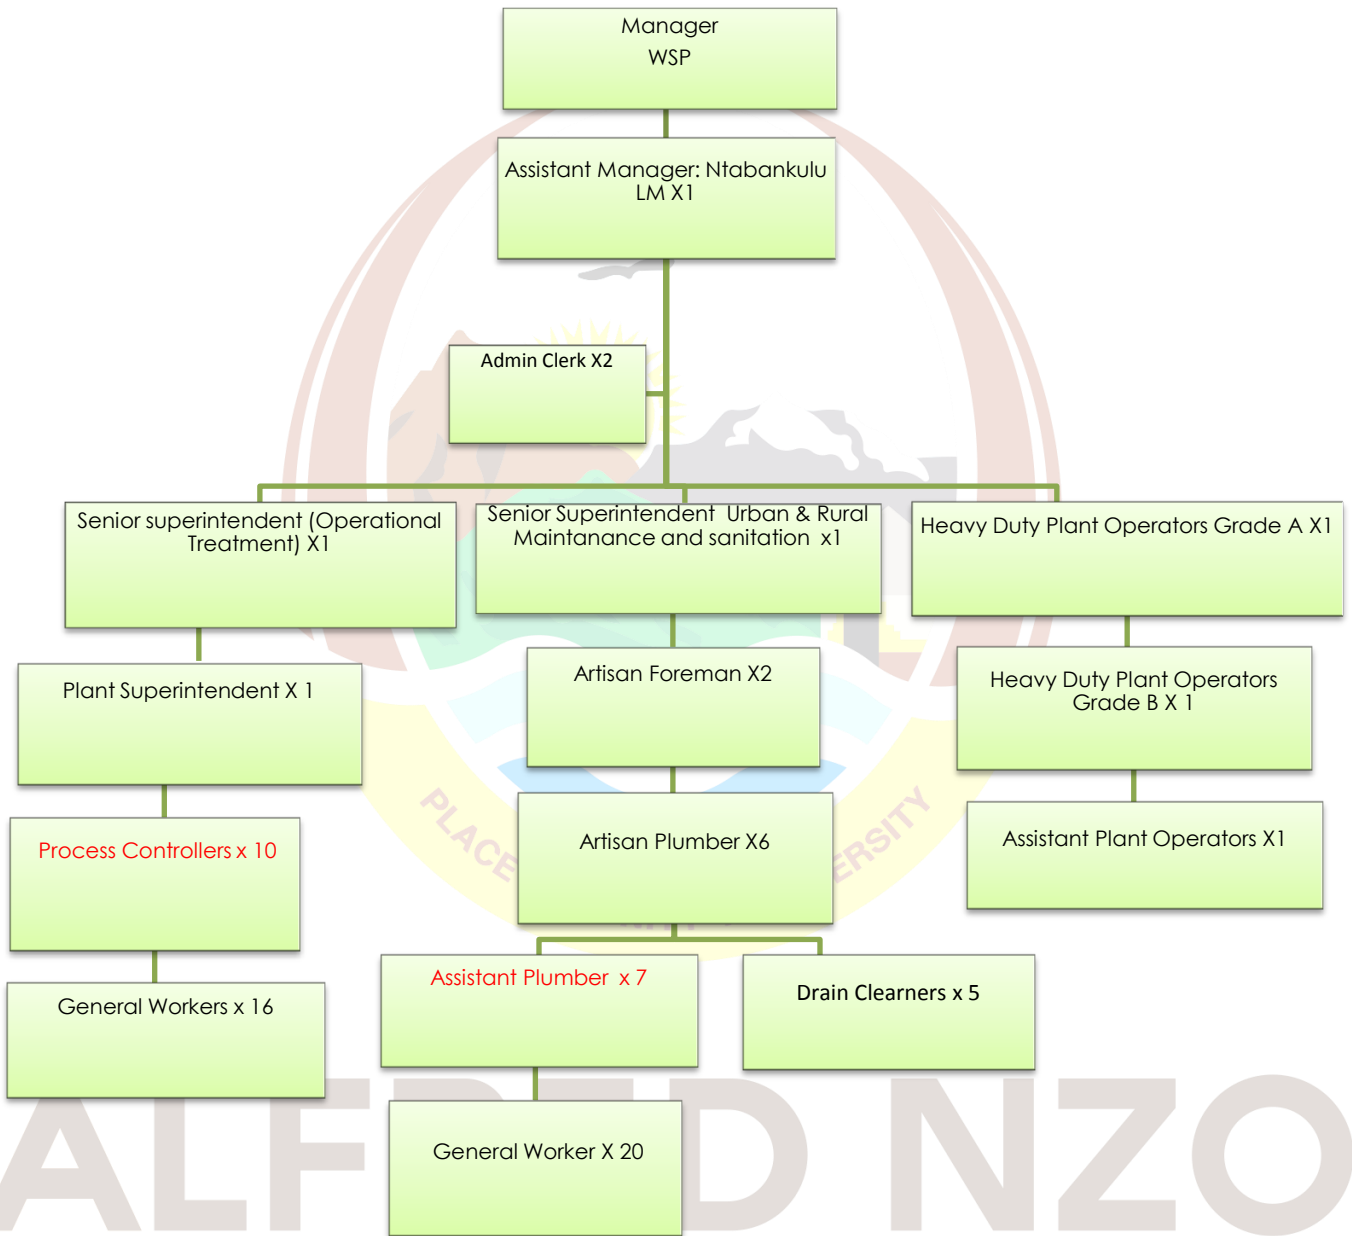 Manager
WSP
Assistant Manager: Ntabankulu
LM X1
Admin Clerk X2
Senior superintendent (Operational
Treatment) X1
Senior Superintendent Urban & Rural
Maintanance and sanitation x1
Heavy Duty Plant Operators Grade A X1
Plant Superintendent X 1
Artisan Foreman X2
Heavy Duty Plant Operators
Grade B X 1
Process Controllers x 10
Artisan Plumber X6
Assistant Plant Operators X1
General Workers x 16
Assistant Plumber x 7
Drain Clearners x 5
General Worker X 20
PLACE
ALFRED NZO